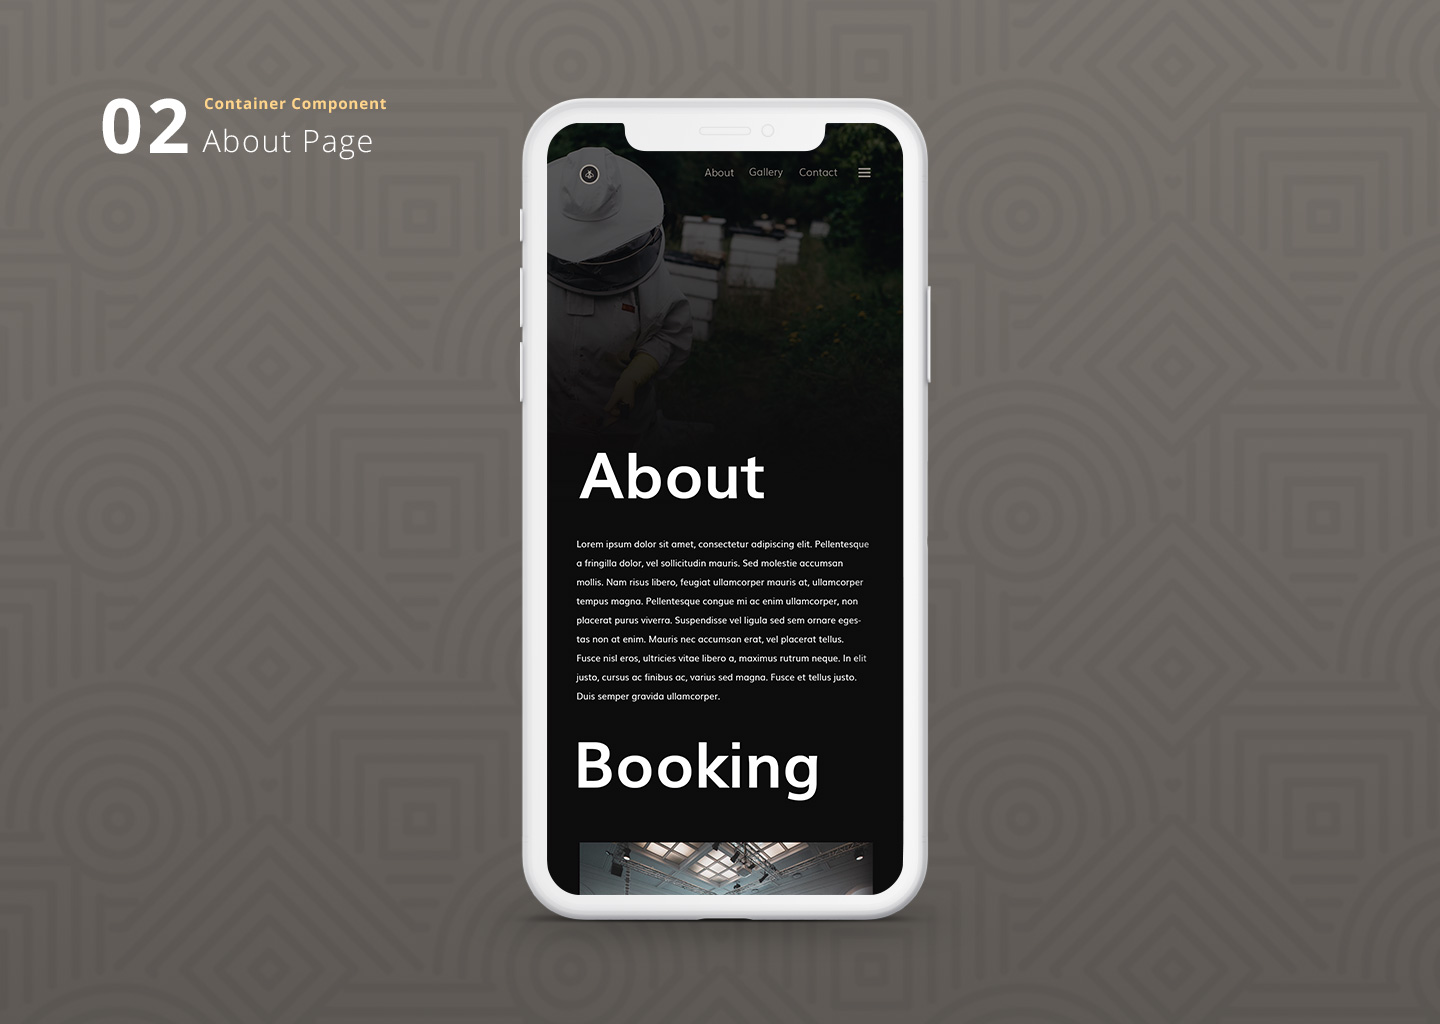 02
Container Component
About Page
About Gallery Contact
About
Lorem ipsum dolor sit amet, consectetur adipiscing elit. Pellentesque
a fringilla dolor, vel sollicitudin mauris. Sed molestie accumsan
mollis. Nam risus libero, feugiat ullamcorper mauris at, ullamcorper
tempus magna. Pellentesque congue mi ac enim ullamcorper, non
placerat purus viverra. Suspendisse vel ligula sed sem ornare eges-
tas non at enim. Mauris nec accumsan erat, vel placerat tellus.
Fusce nisl eros, ultricies vitae libero a, maximus rutrum neque. In elit
justo, cursus ac finibus ac, varius sed magna. Fusce et tellus justo.
Duis semper gravida ullamcorper.
Booking